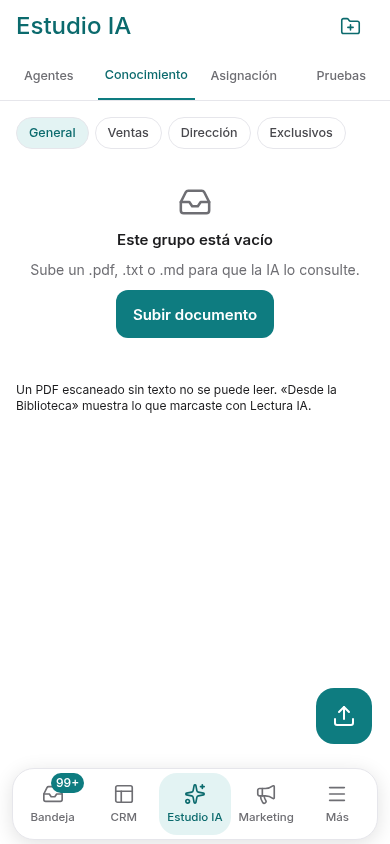 Estudio IA
Agentes
Conocimiento
Asignación
Pruebas
General
Ventas
Dirección
Exclusivos
Este grupo está vacío
Sube un .pdf, .txt o .md para que la IA lo consulte.
Subir documento
Un PDF escaneado sin texto no se puede leer. «Desde la
Biblioteca» muestra lo que marcaste con Lectura IA.
99+
Bandeja
CRM
Estudio IA
Marketing
Más